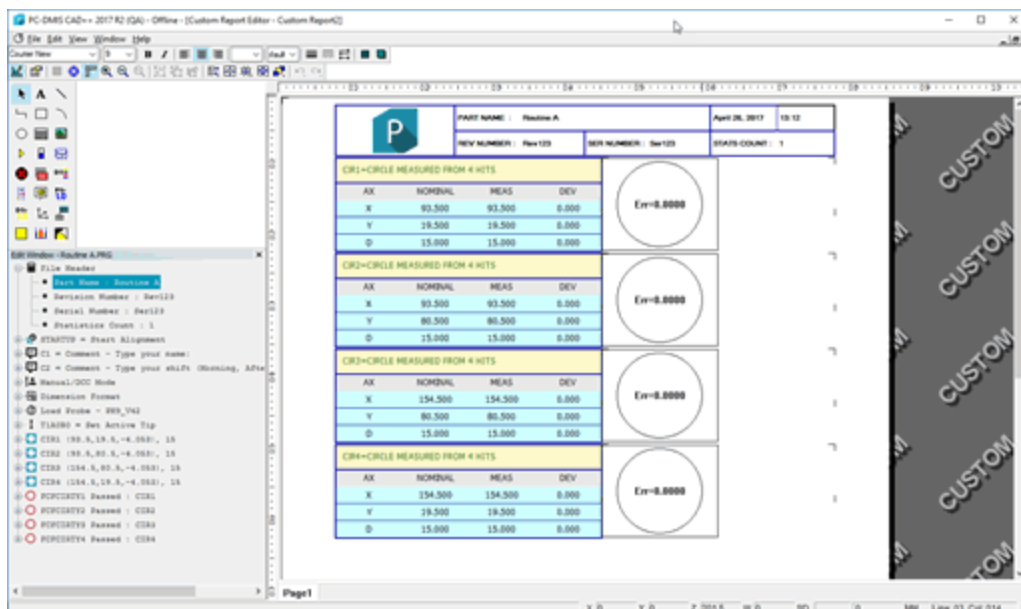 PC-DMIS CAD++ 2017 R2 (QA) - Offline - [Custom Report Editor - Custom Report2]
File Edit View Window Help
Courier New 9 B I
PART NAME : Routine A April 28, 2017 15:12
REV NUMBER : Rev123 SER NUMBER : Ser123 STATS COUNT : 1
CIR1=CIRCLE MEASURED FROM 4 HITS
AX NOMINAL MEAS DEV
X 93.500 93.500 0.000
Y 19.500 19.500 0.000
D 15.000 15.000 0.000
Err=0.0000
CIR2=CIRCLE MEASURED FROM 4 HITS
AX NOMINAL MEAS DEV
X 93.500 93.500 0.000
Y 80.500 80.500 0.000
D 15.000 15.000 0.000
Err=0.0000
CIR3=CIRCLE MEASURED FROM 4 HITS
AX NOMINAL MEAS DEV
X 154.500 154.500 0.000
Y 80.500 80.500 0.000
D 15.000 15.000 0.000
Err=0.0000
CIR4=CIRCLE MEASURED FROM 4 HITS
AX NOMINAL MEAS DEV
X 154.500 154.500 0.000
Y 19.500 19.500 0.000
D 15.000 15.000 0.000
Err=0.0000
CUSTOM
CUSTOM
CUSTOM
CUSTOM
Edit Window - Routine A.PRG
File Header
Part Name : Routine A
Revision Number : Rev123
Serial Number : Ser123
Statistics Count : 1
STARTUP = Start Alignment
C1 = Comment - Type your name:
C2 = Comment - Type your shift (Morning, Afte
Manual/DCC Mode
Dimension Format
Load Probe -
T1A0B0 = Set Active Tip
CIR1 (93.5,19.5,-4.053), 15
CIR2 (93.5,80.5,-4.053), 15
CIR3 (154.5,80.5,-4.053), 15
CIR4 (154.5,19.5,-4.053), 15
FCFCIRTY1 Passed : CIR1
FCFCIRTY2 Passed : CIR2
FCFCIRTY3 Passed : CIR3
FCFCIRTY4 Passed : CIR4
Page1